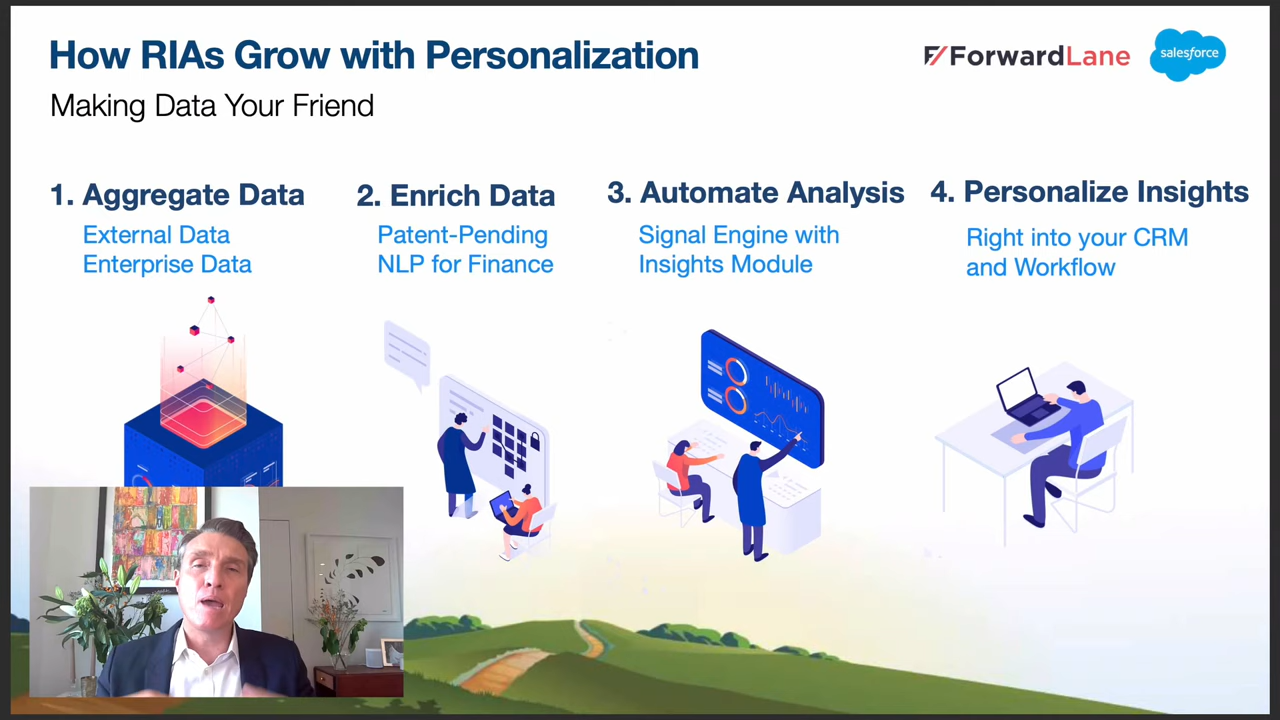 How RIAs Grow with Personalization
Making Data Your Friend
ForwardLane
salesforce
1. Aggregate Data
External Data
Enterprise Data
2. Enrich Data
Patent-Pending
NLP for Finance
3. Automate Analysis
Signal Engine with
Insights Module
4. Personalize Insights
Right into your CRM
and Workflow